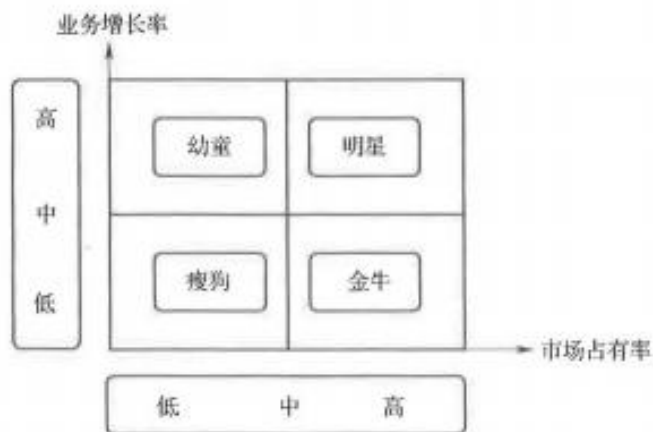 业务增长率
高
中
低
幼童
明星
瘦狗
金牛
市场占有率
低 中 高